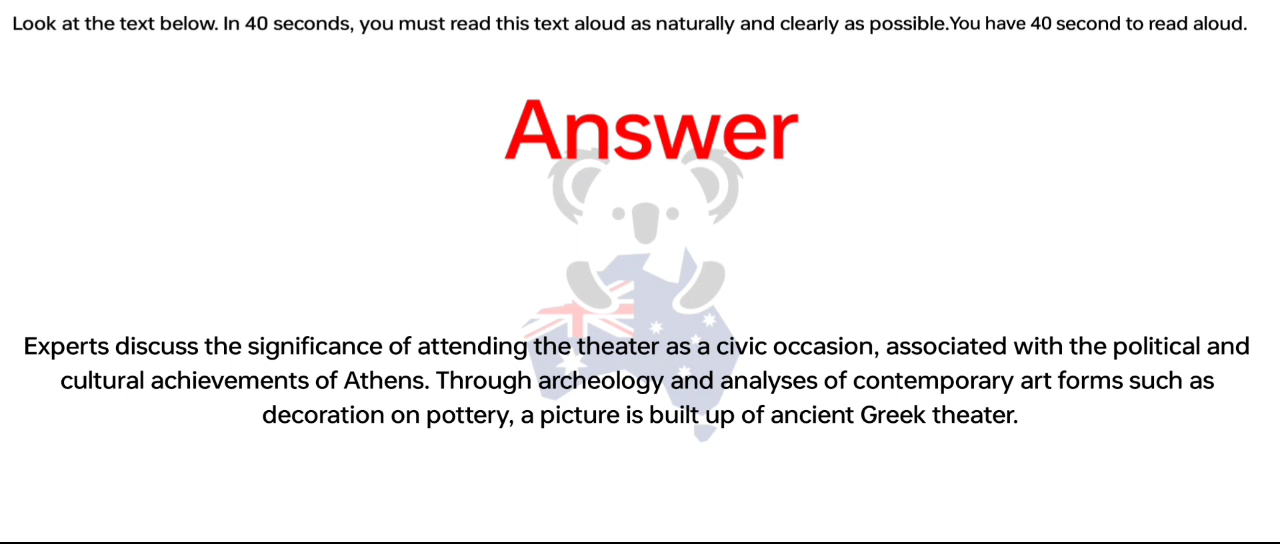 Look at the text below. In 40 seconds, you must read this text aloud as naturally and clearly as possible.You have 40 second to read aloud.
Answer
Experts discuss the significance of attending the theater as a civic occasion, associated with the political and
cultural achievements of Athens. Through archeology and analyses of contemporary art forms such as
decoration on pottery, a picture is built up of ancient Greek theater.